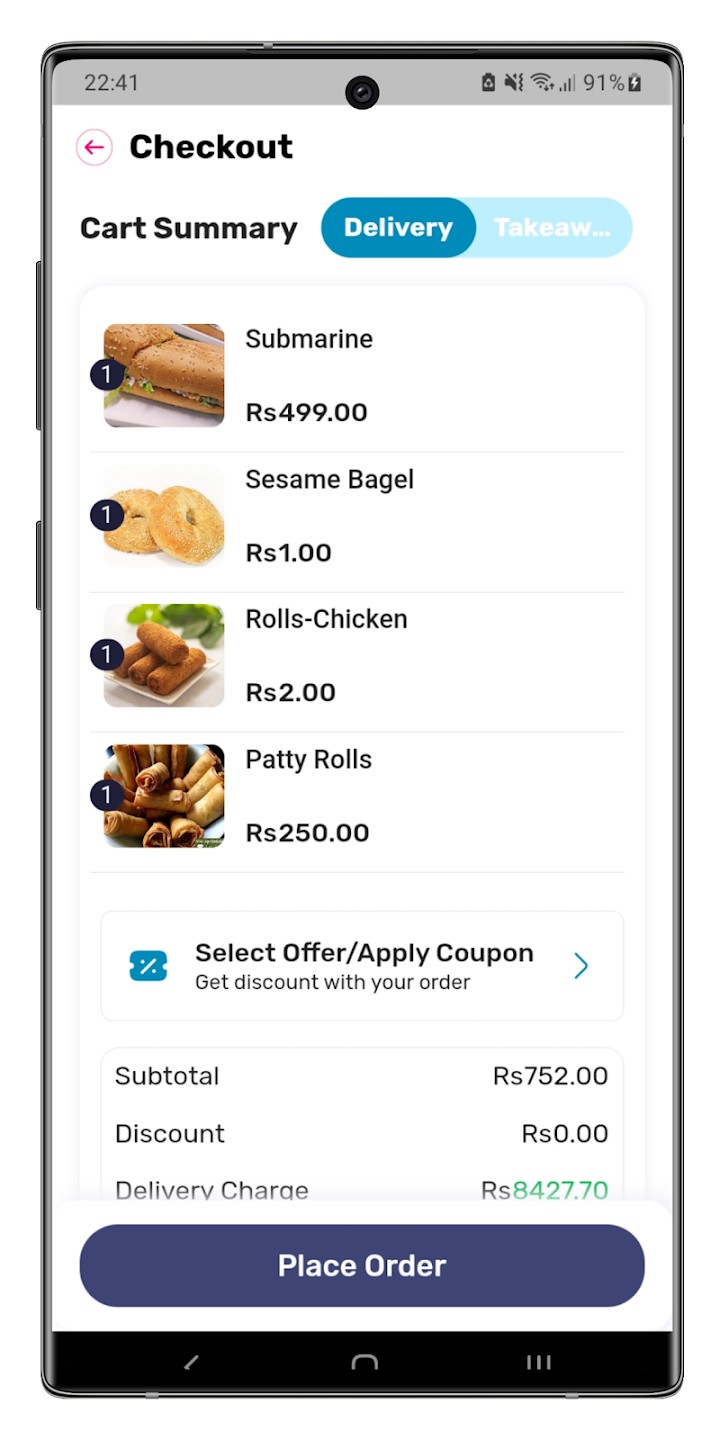 22:41
91%
Checkout
Cart Summary
Delivery
Takeaw...
1
Submarine
Rs499.00
1
Sesame Bagel
Rs1.00
1
Rolls-Chicken
Rs2.00
1
Patty Rolls
Rs250.00
Select Offer/Apply Coupon
Get discount with your order
Subtotal
Rs752.00
Discount
Rs0.00
Delivery Charge
Rs8427.70
Place Order